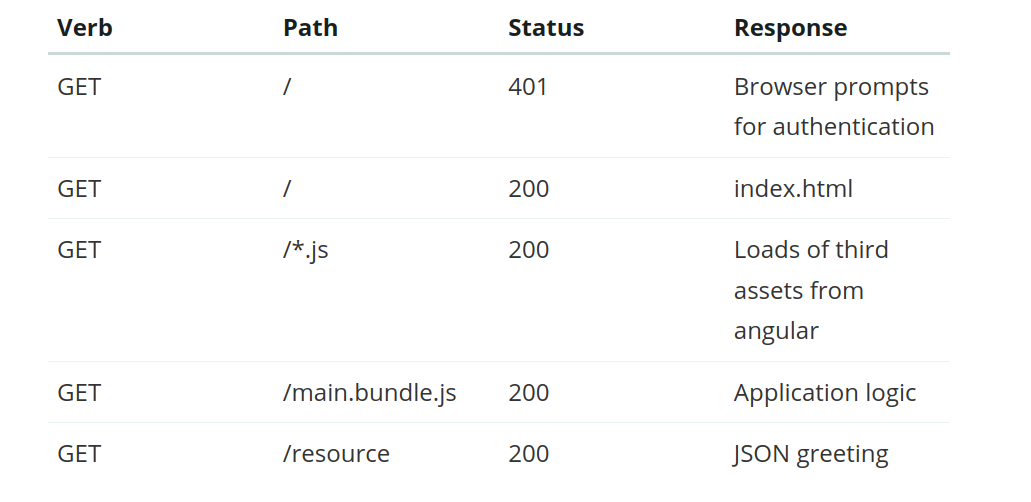 Verb Path Status Response
GET / 401 Browser prompts
for authentication
GET / 200 index.html
GET /*.js 200 Loads of third
assets from
angular
GET /main.bundle.js 200 Application logic
GET /resource 200 JSON greeting